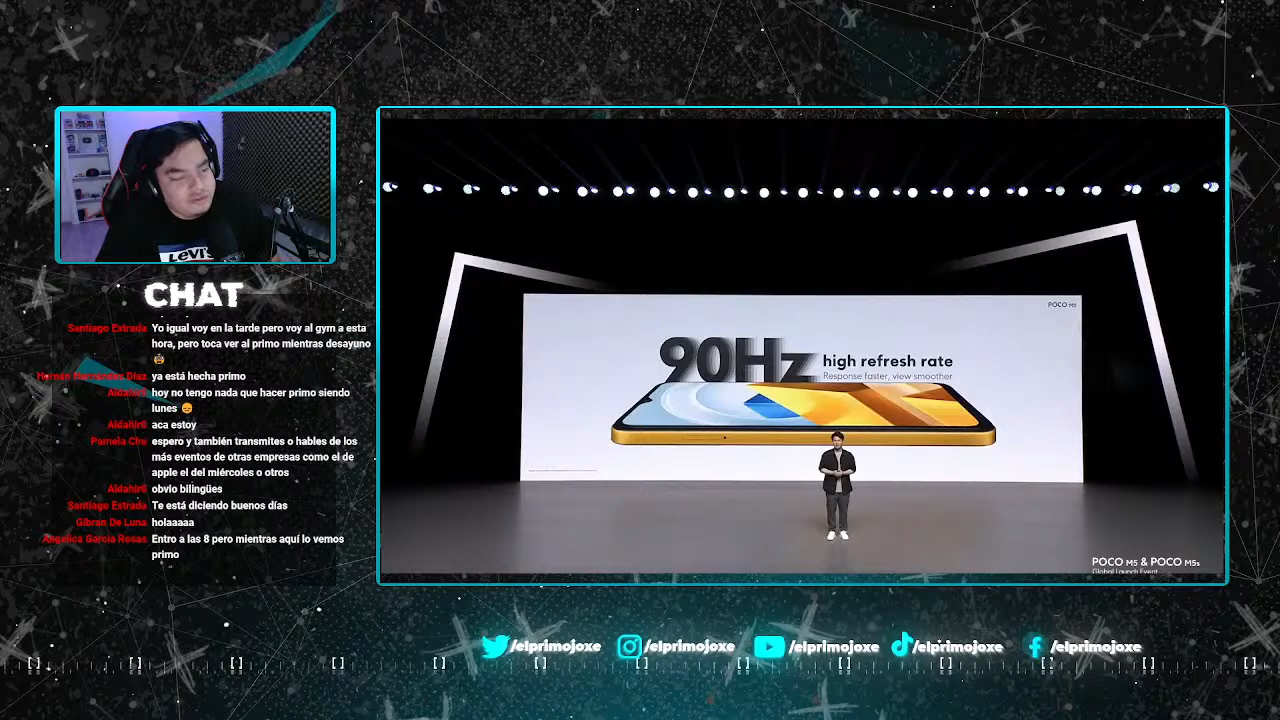 LEVI'S
CHAT
Santiago Estrada Yo igual voy en la tarde pero voy al gym a esta
hora, pero toca ver al primo mientras desayuno
ya está hecha primo
hoy no tengo nada que hacer primo siendo
lunes
Aldahir0 aca estoy
Pamela Chu espero y también transmites o hables de los
más eventos de otras empresas como el de
apple el del miércoles o otros
Aldahir0 obvio bilingües
Santiago Estrada Te está diciendo buenos días
Gibran De Luna holaaaaa
Angelica Garcia Rosas Entro a las 8 pero mientras aquí lo vemos
primo
POCO M5
90Hz high refresh rate
Response faster, view smoother
POCO M5 & POCO M5s
Global Launch Event
/elprimojoxe /elprimojoxe /elprimojoxe /elprimojoxe /elprimojoxe